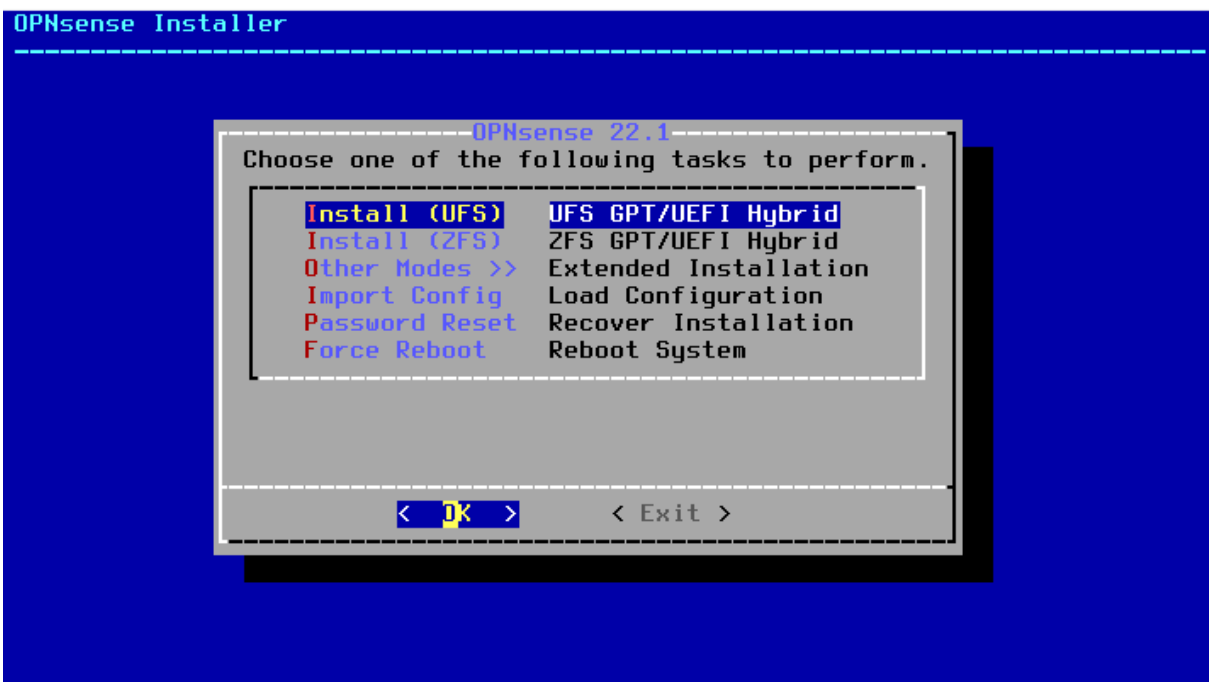 OPNsense Installer
OPNsense 22.1
Choose one of the following tasks to perform.
Install (UFS) UFS GPT/UEFI Hybrid
Install (ZFS) ZFS GPT/UEFI Hybrid
Other Modes >> Extended Installation
Import Config Load Configuration
Password Reset Recover Installation
Force Reboot Reboot System
< OK > < Exit >